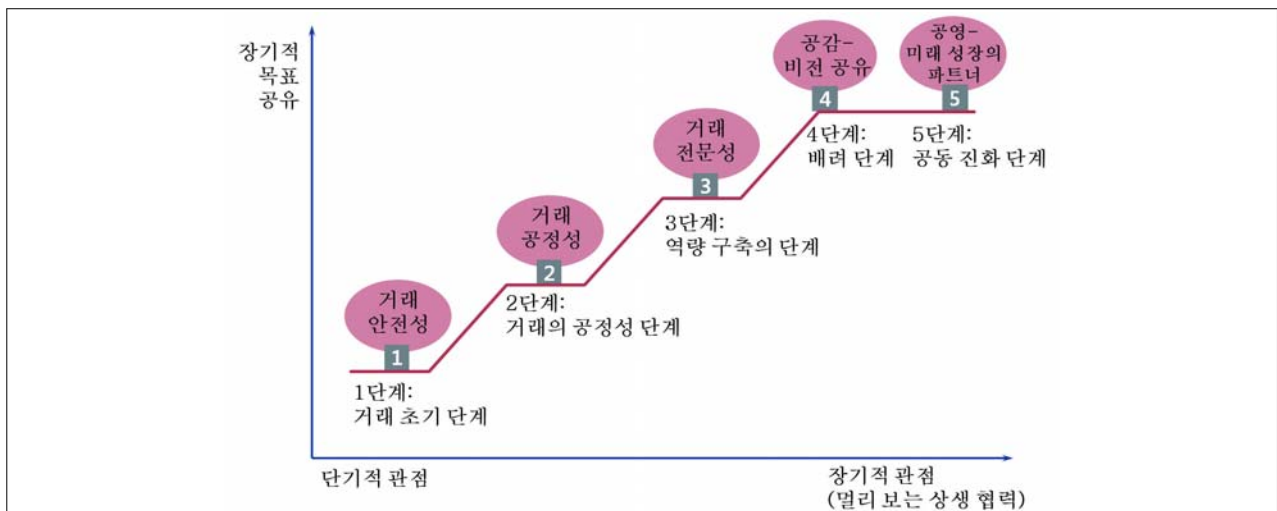 장기적
목표
공유
공감-
비전 공유
4
공영-
미래 성장의
파트너
5
4단계:
배려 단계
5단계:
공동 진화 단계
거래
전문성
3
3단계:
역량 구축의 단계
거래
공정성
2
2단계:
거래의 공정성 단계
거래
안전성
1
1단계:
거래 초기 단계
단기적 관점
장기적 관점
(멀리 보는 상생 협력)